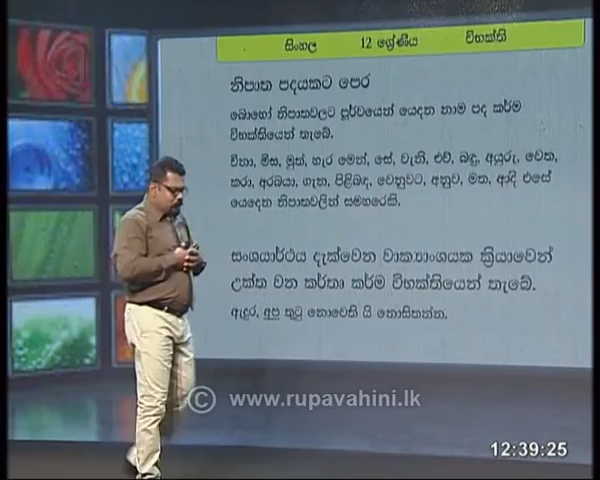 සිංහල 12 ශ්‍රේණිය විභක්ති
නිපාත පදයකට පෙර
බොහෝ නිපාතවලට පූර්වයෙන් යෙදෙන නාම පද කර්ම
විභක්තියෙන් තැබේ.
විනා, මිස, මුත්, හැර මෙන්, සේ, වැනි, එව්, බඳු, අයුරු, වෙත,
කරා, අරබයා, ගැන, පිළිබඳ, වෙනුවට, අනුව, මත, ආදි එසේ
යෙදෙන නිපාතවලින් සමහරෙකි.
සංශයාර්ථය දැක්වෙන වාක්‍යාංශයක ක්‍රියාවෙන්
උක්ත වන කර්තෘ කර්ම විභක්තියෙන් තැබේ.
ඇදුර, අපු තුටු නොවෙති යි නොසිතන්න.
© www.rupavahini.lk
12:39:25